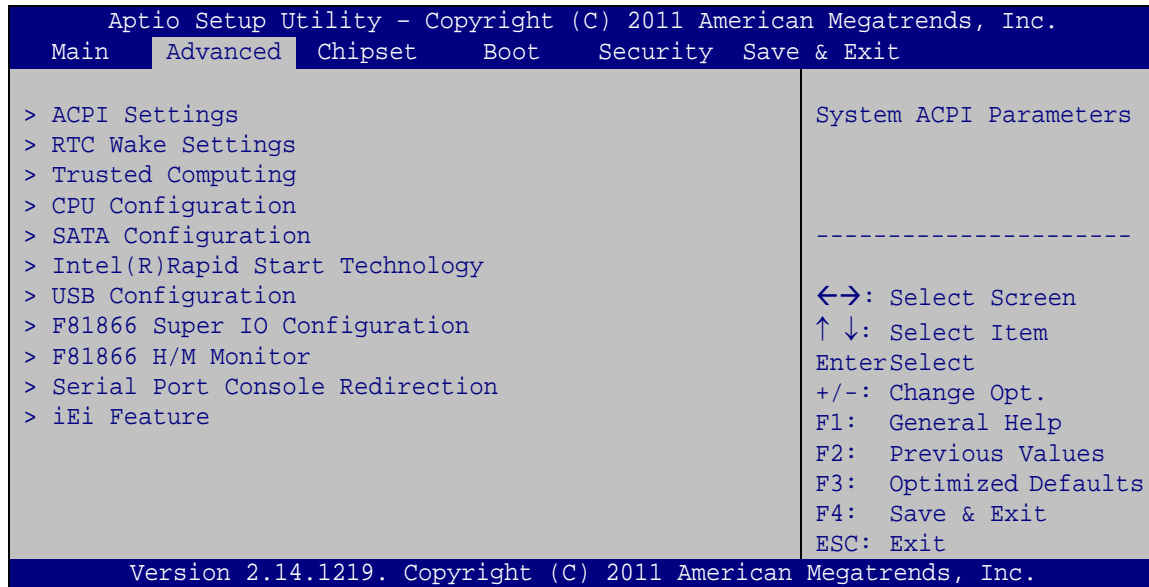 Aptio Setup Utility – Copyright (C) 2011 American Megatrends, Inc.
Main Advanced Chipset Boot Security Save & Exit
> ACPI Settings
> RTC Wake Settings
> Trusted Computing
> CPU Configuration
> SATA Configuration
> Intel(R)Rapid Start Technology
> USB Configuration
> F81866 Super IO Configuration
> F81866 H/M Monitor
> Serial Port Console Redirection
> iEi Feature
System ACPI Parameters
----------------------
←→: Select Screen
↑ ↓: Select Item
EnterSelect
+/-: Change Opt.
F1: General Help
F2: Previous Values
F3: Optimized Defaults
F4: Save & Exit
ESC: Exit
Version 2.14.1219. Copyright (C) 2011 American Megatrends, Inc.